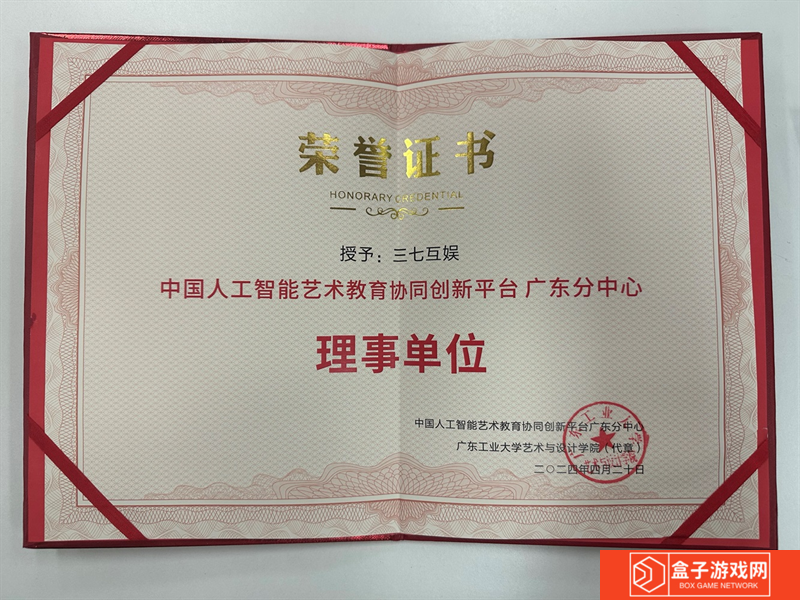 荣誉证书
HONORARY CREDENTIAL
授予：三七互娱
中国人工智能艺术教育协同创新平台 广东分中心
理事单位
中国人工智能艺术教育协同创新平台广东分中心
广东工业大学艺术与设计学院（代章）
二〇二四年四月二十日
盒子游戏网
BOX GAME NETWORK